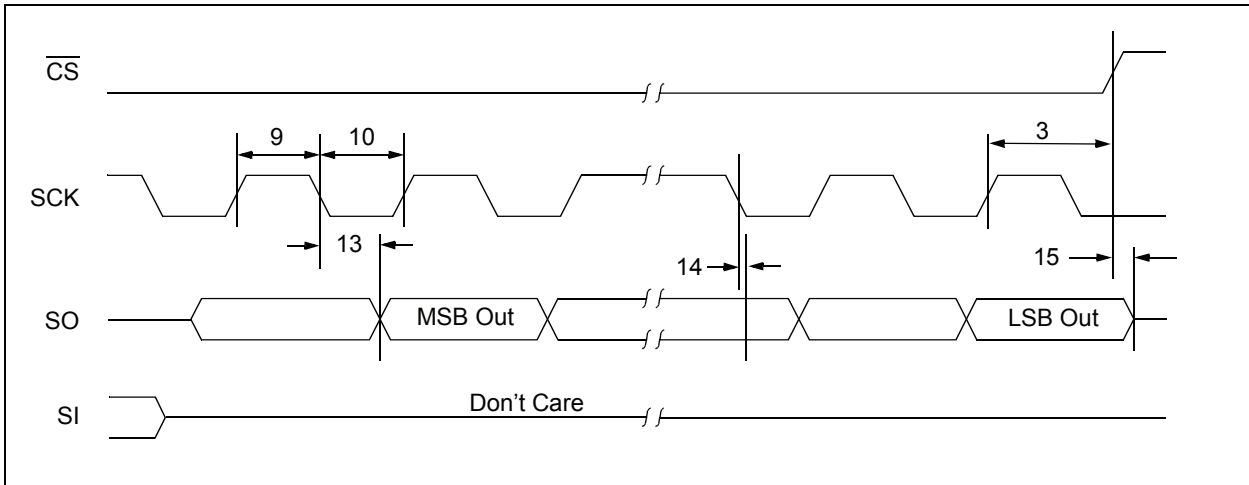 CS
9
10
3
SCK
13
14
15
SO
MSB Out
LSB Out
SI
Don't Care